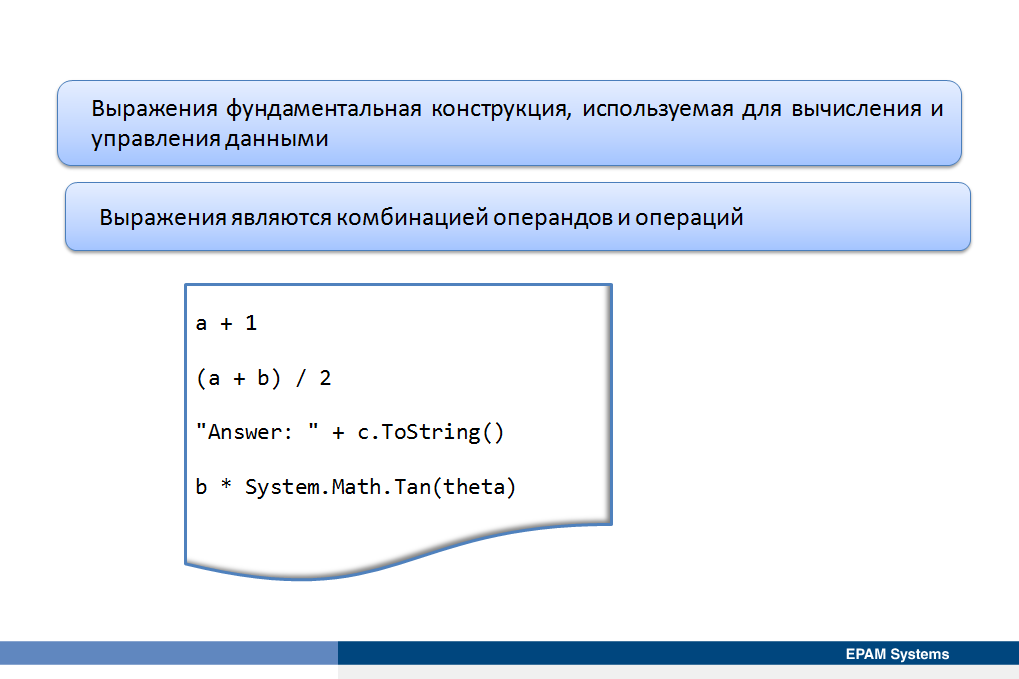 Выражения фундаментальная конструкция, используемая для вычисления и
управления данными
Выражения являются комбинацией операндов и операций
a + 1
(a + b) / 2
"Answer: " + c.ToString()
b * System.Math.Tan(theta)
EPAM Systems